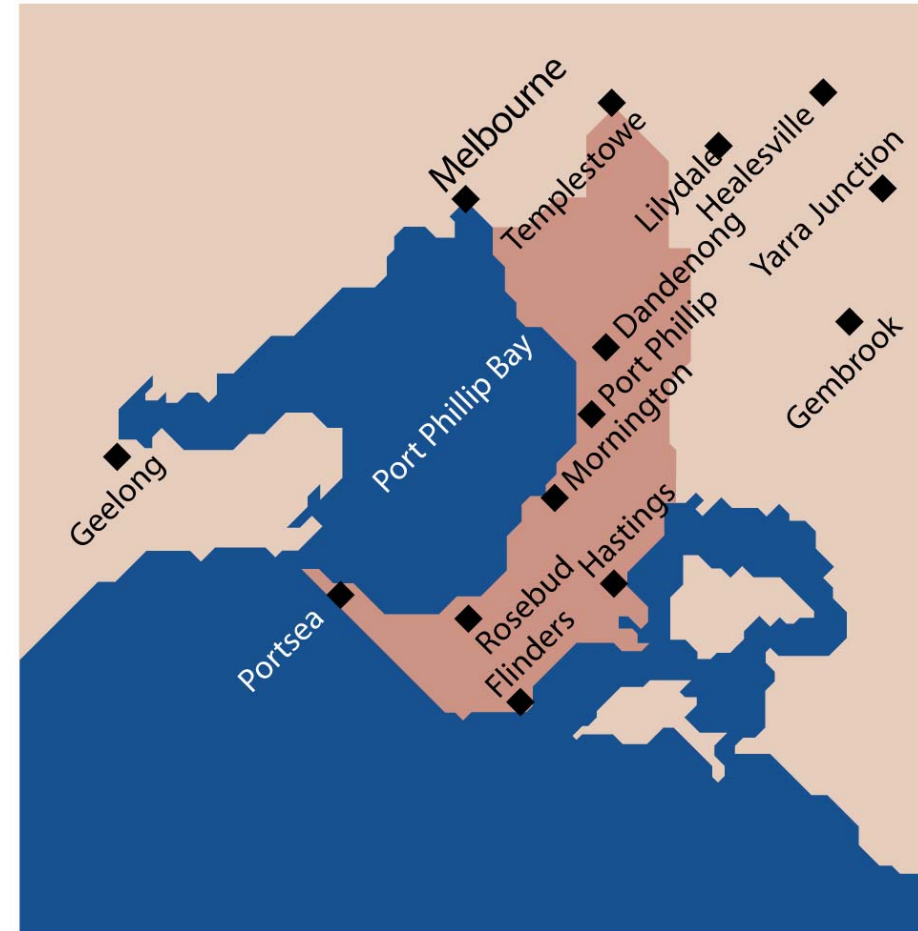 Melbourne
Templestowe
Lilydale
Healesville
Yarra Junction
Dandenong
Port Phillip
Gembrook
Port Phillip Bay
Mornington
Geelong
Hastings
Portsea
Rosebud
Flinders